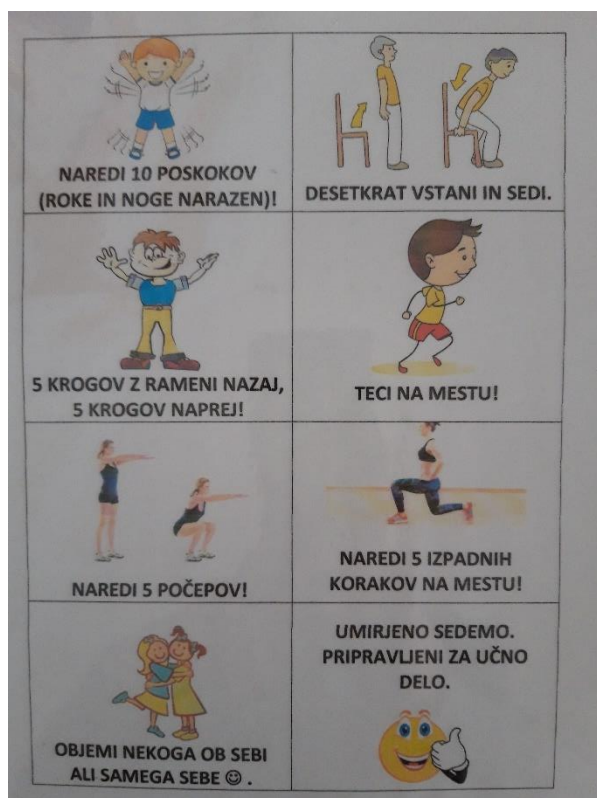 NAREDI 10 POSKOKOV
(ROKE IN NOGE NARAZEN)!
DESETKRAT VSTANI IN SEDI.
5 KROGOV Z RAMENI NAZAJ,
5 KROGOV NAPREJ!
TECI NA MESTU!
NAREDI 5 POČEPOV!
NAREDI 5 IZPADNIH
KORAKOV NA MESTU!
OBJEMI NEKOGA OB SEBI
ALI SAMEGA SEBE ☺ .
UMIRJENO SEDEMO.
PRIPRAVLJENI ZA UČNO
DELO.